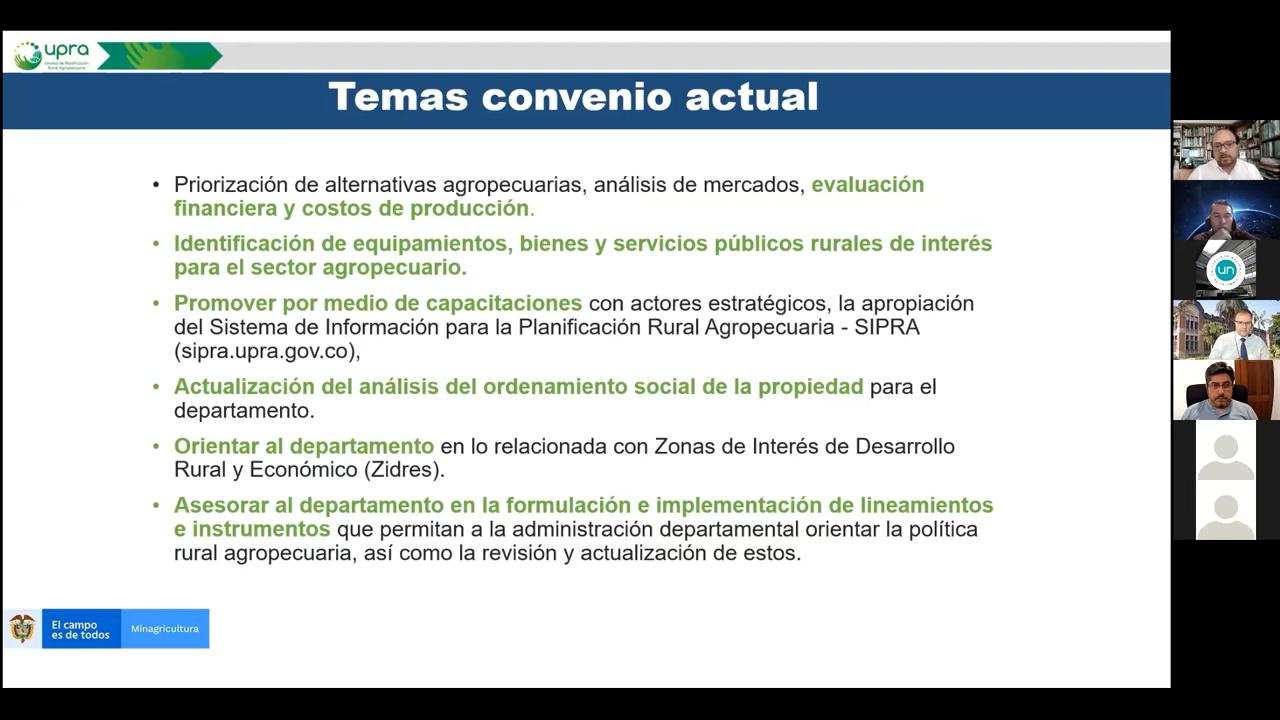 upra
Unidad de Planificación
Rural Agropecuaria
Temas convenio actual
• Priorización de alternativas agropecuarias, análisis de mercados, evaluación
financiera y costos de producción.
• Identificación de equipamientos, bienes y servicios públicos rurales de interés
para el sector agropecuario.
• Promover por medio de capacitaciones con actores estratégicos, la apropiación
del Sistema de Información para la Planificación Rural Agropecuaria - SIPRA
(sipra.upra.gov.co),
• Actualización del análisis del ordenamiento social de la propiedad para el
departamento.
• Orientar al departamento en lo relacionada con Zonas de Interés de Desarrollo
Rural y Económico (Zidres).
• Asesorar al departamento en la formulación e implementación de lineamientos
e instrumentos que permitan a la administración departamental orientar la política
rural agropecuaria, así como la revisión y actualización de estos.
El campo
es de todos
Minagricultura
un